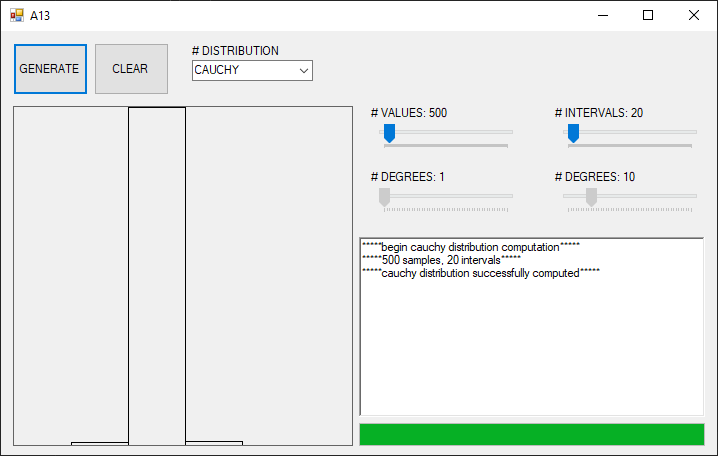 A13
GENERATE
CLEAR
# DISTRIBUTION
CAUCHY
# VALUES: 500
# INTERVALS: 20
# DEGREES: 1
# DEGREES: 10
*****begin cauchy distribution computation*****
*****500 samples, 20 intervals*****
*****cauchy distribution successfully computed*****